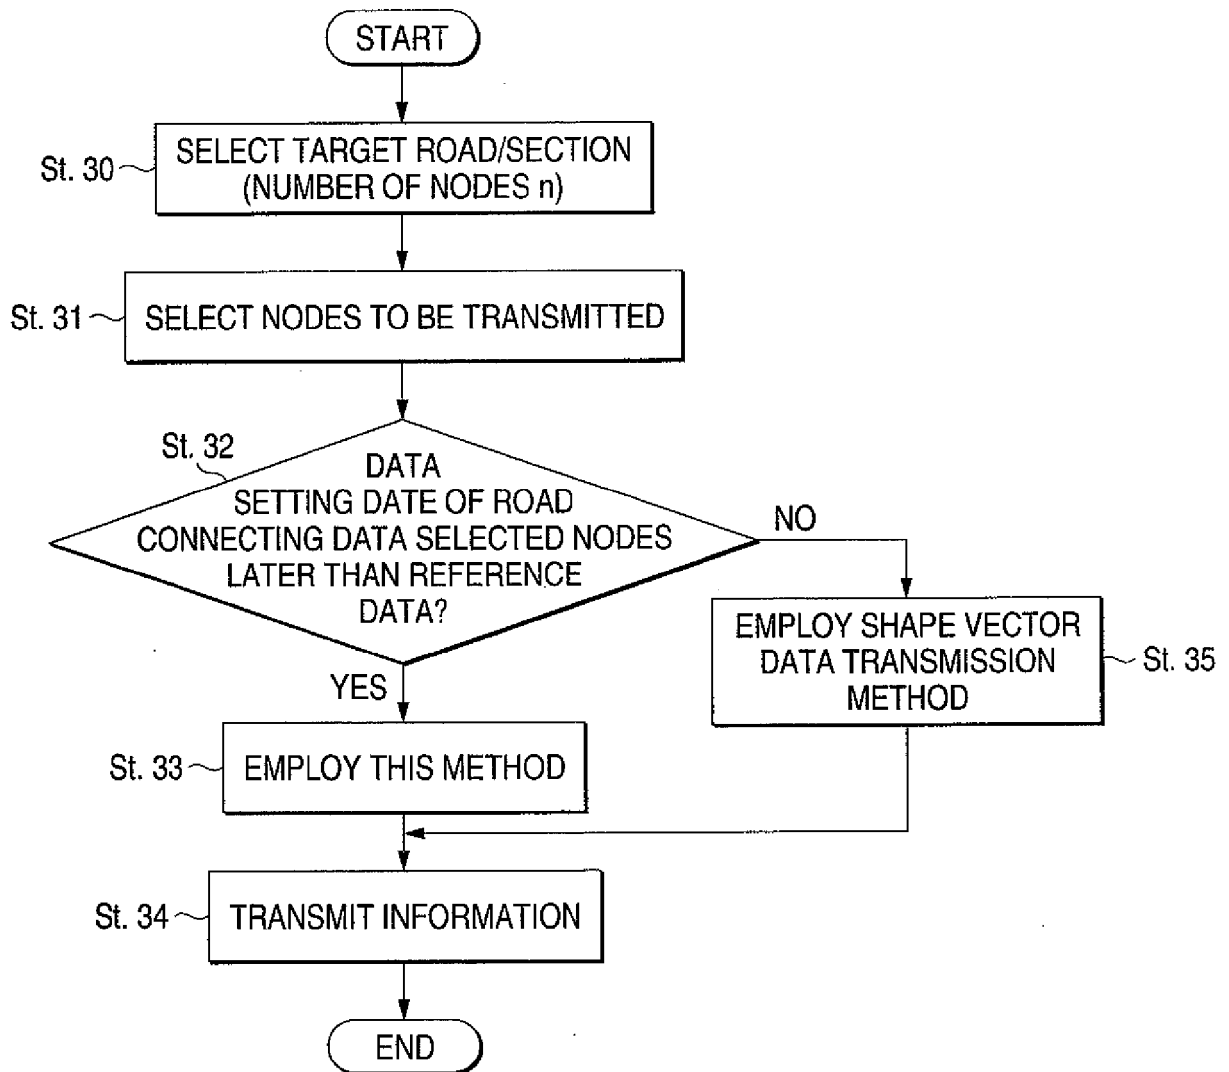 START
St. 30
SELECT TARGET ROAD/SECTION
(NUMBER OF NODES n)
St. 31
SELECT NODES TO BE TRANSMITTED
St. 32
DATA
SETTING DATE OF ROAD
CONNECTING DATA SELECTED NODES
LATER THAN REFERENCE
DATA?
NO
YES
EMPLOY SHAPE VECTOR
DATA TRANSMISSION
METHOD
St. 35
St. 33
EMPLOY THIS METHOD
St. 34
TRANSMIT INFORMATION
END